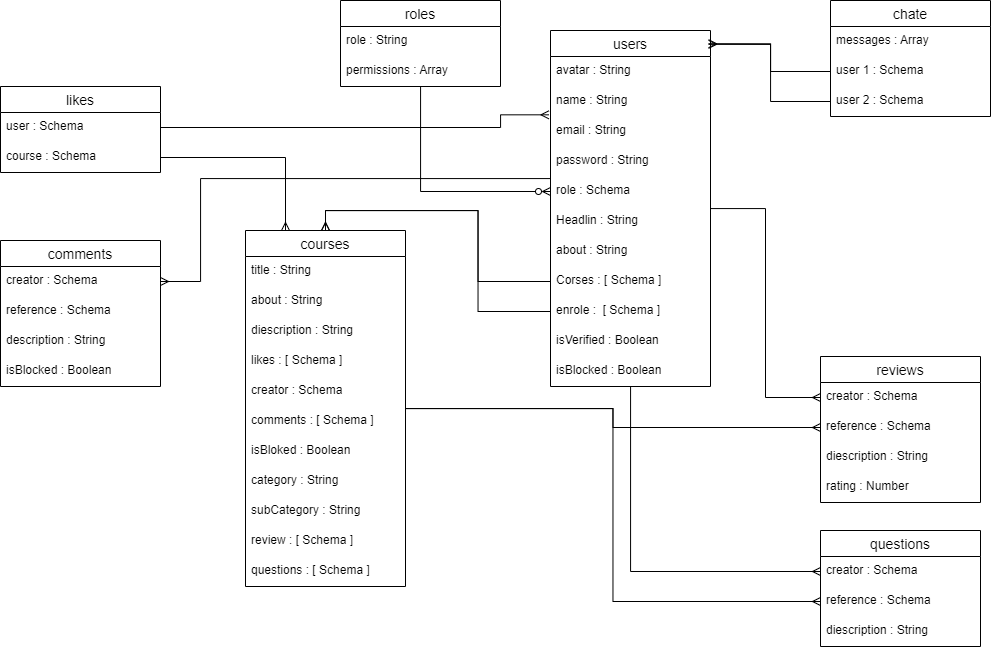 roles
role : String
permissions : Array
users
avatar : String
name : String
email : String
password : String
role : Schema
Headlin : String
about : String
Corses : [ Schema ]
enrole :  [ Schema ]
isVerified : Boolean
isBlocked : Boolean
chate
messages : Array
user 1 : Schema
user 2 : Schema
likes
user : Schema
course : Schema
comments
creator : Schema
reference : Schema
description : String
isBlocked : Boolean
courses
title : String
about : String
diescription : String
likes : [ Schema ]
creator : Schema
comments : [ Schema ]
isBloked : Boolean
category : String
subCategory : String
review : [ Schema ]
questions : [ Schema ]
reviews
creator : Schema
reference : Schema
diescription : String
rating : Number
questions
creator : Schema
reference : Schema
diescription : String